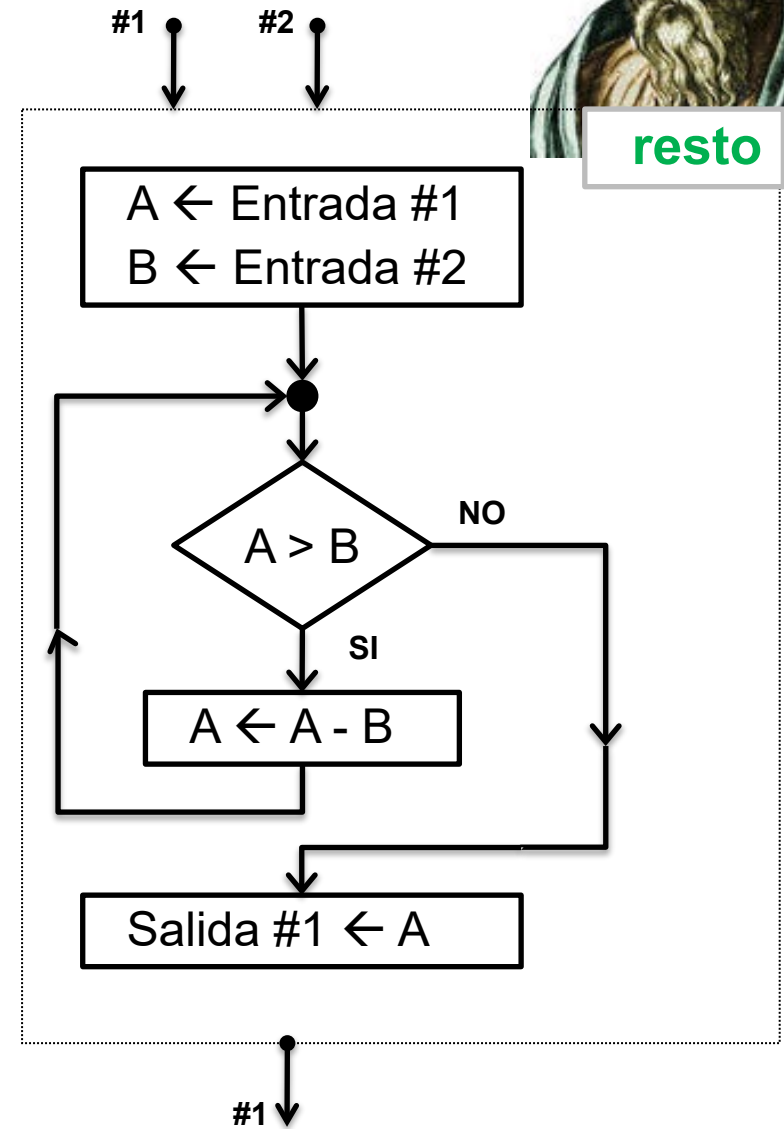 #1
#2
resto
A ← Entrada #1
B ← Entrada #2
A > B
NO
SI
A ← A - B
Salida #1 ← A
#1